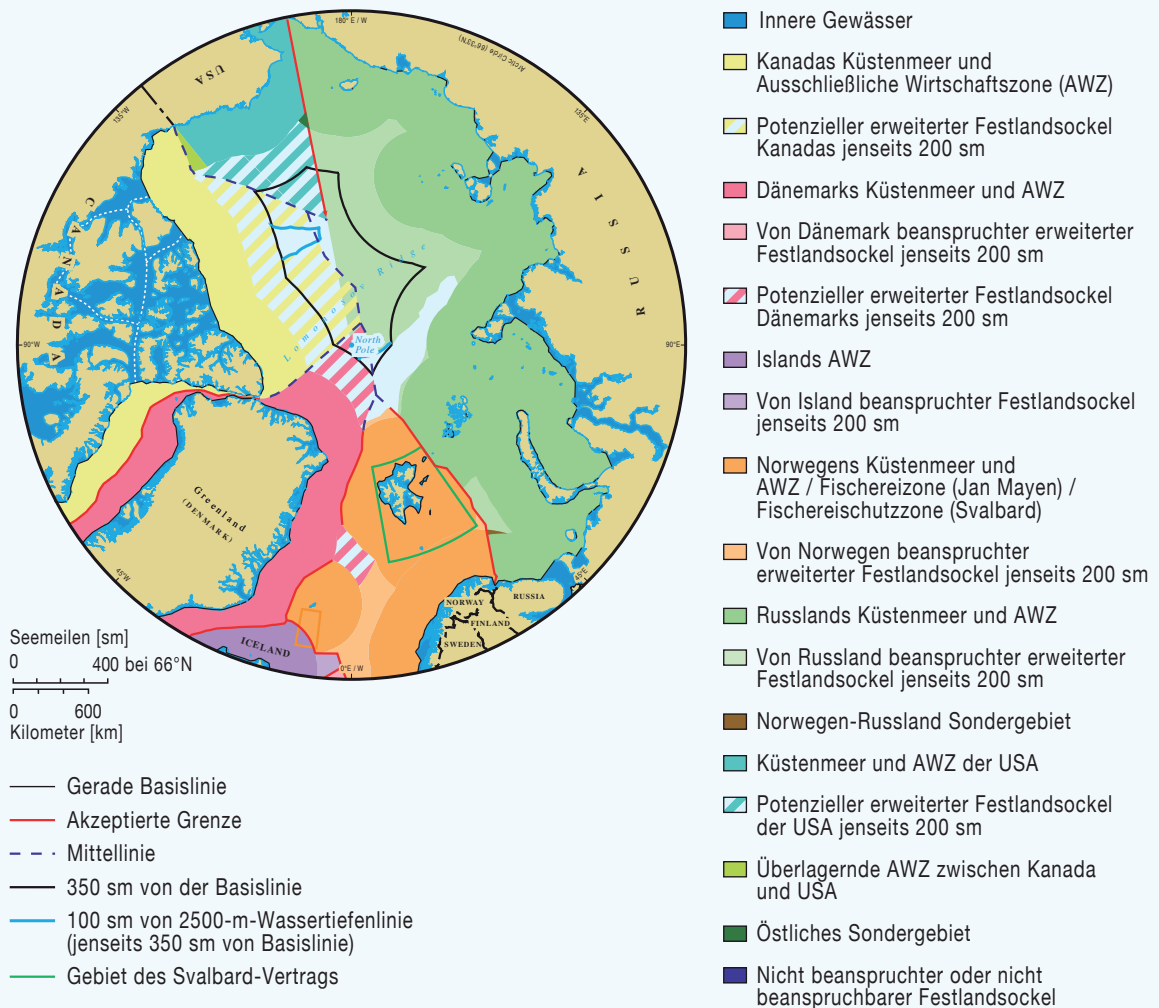 180° E / W
Arctic Circle (66°33'N)
USA
135°W
135°E
CANADA
RUSSIA
Lomonosov Ridge
90°W
North
Pole
90°E
Greenland
(DENMARK)
45°W
45°E
NORWAY
RUSSIA
FINLAND
SWEDEN
ICELAND
0°E / W
Seemeilen [sm]
0 400 bei 66°N
0 600
Kilometer [km]
Gerade Basislinie
Akzeptierte Grenze
Mittellinie
350 sm von der Basislinie
100 sm von 2500-m-Wassertiefenlinie
(jenseits 350 sm von Basislinie)
Gebiet des Svalbard-Vertrags
Innere Gewässer
Kanadas Küstenmeer und
Ausschließliche Wirtschaftszone (AWZ)
Potenzieller erweiterter Festlandsockel
Kanadas jenseits 200 sm
Dänemarks Küstenmeer und AWZ
Von Dänemark beanspruchter erweiterter
Festlandsockel jenseits 200 sm
Potenzieller erweiterter Festlandsockel
Dänemarks jenseits 200 sm
Islands AWZ
Von Island beanspruchter Festlandsockel
jenseits 200 sm
Norwegens Küstenmeer und
AWZ / Fischereizone (Jan Mayen) /
Fischereischutzzone (Svalbard)
Von Norwegen beanspruchter
erweiterter Festlandsockel jenseits 200 sm
Russlands Küstenmeer und AWZ
Von Russland beanspruchter erweiterter
Festlandsockel jenseits 200 sm
Norwegen-Russland Sondergebiet
Küstenmeer und AWZ der USA
Potenzieller erweiterter Festlandsockel
der USA jenseits 200 sm
Überlagernde AWZ zwischen Kanada
und USA
Östliches Sondergebiet
Nicht beanspruchter oder nicht
beanspruchbarer Festlandsockel